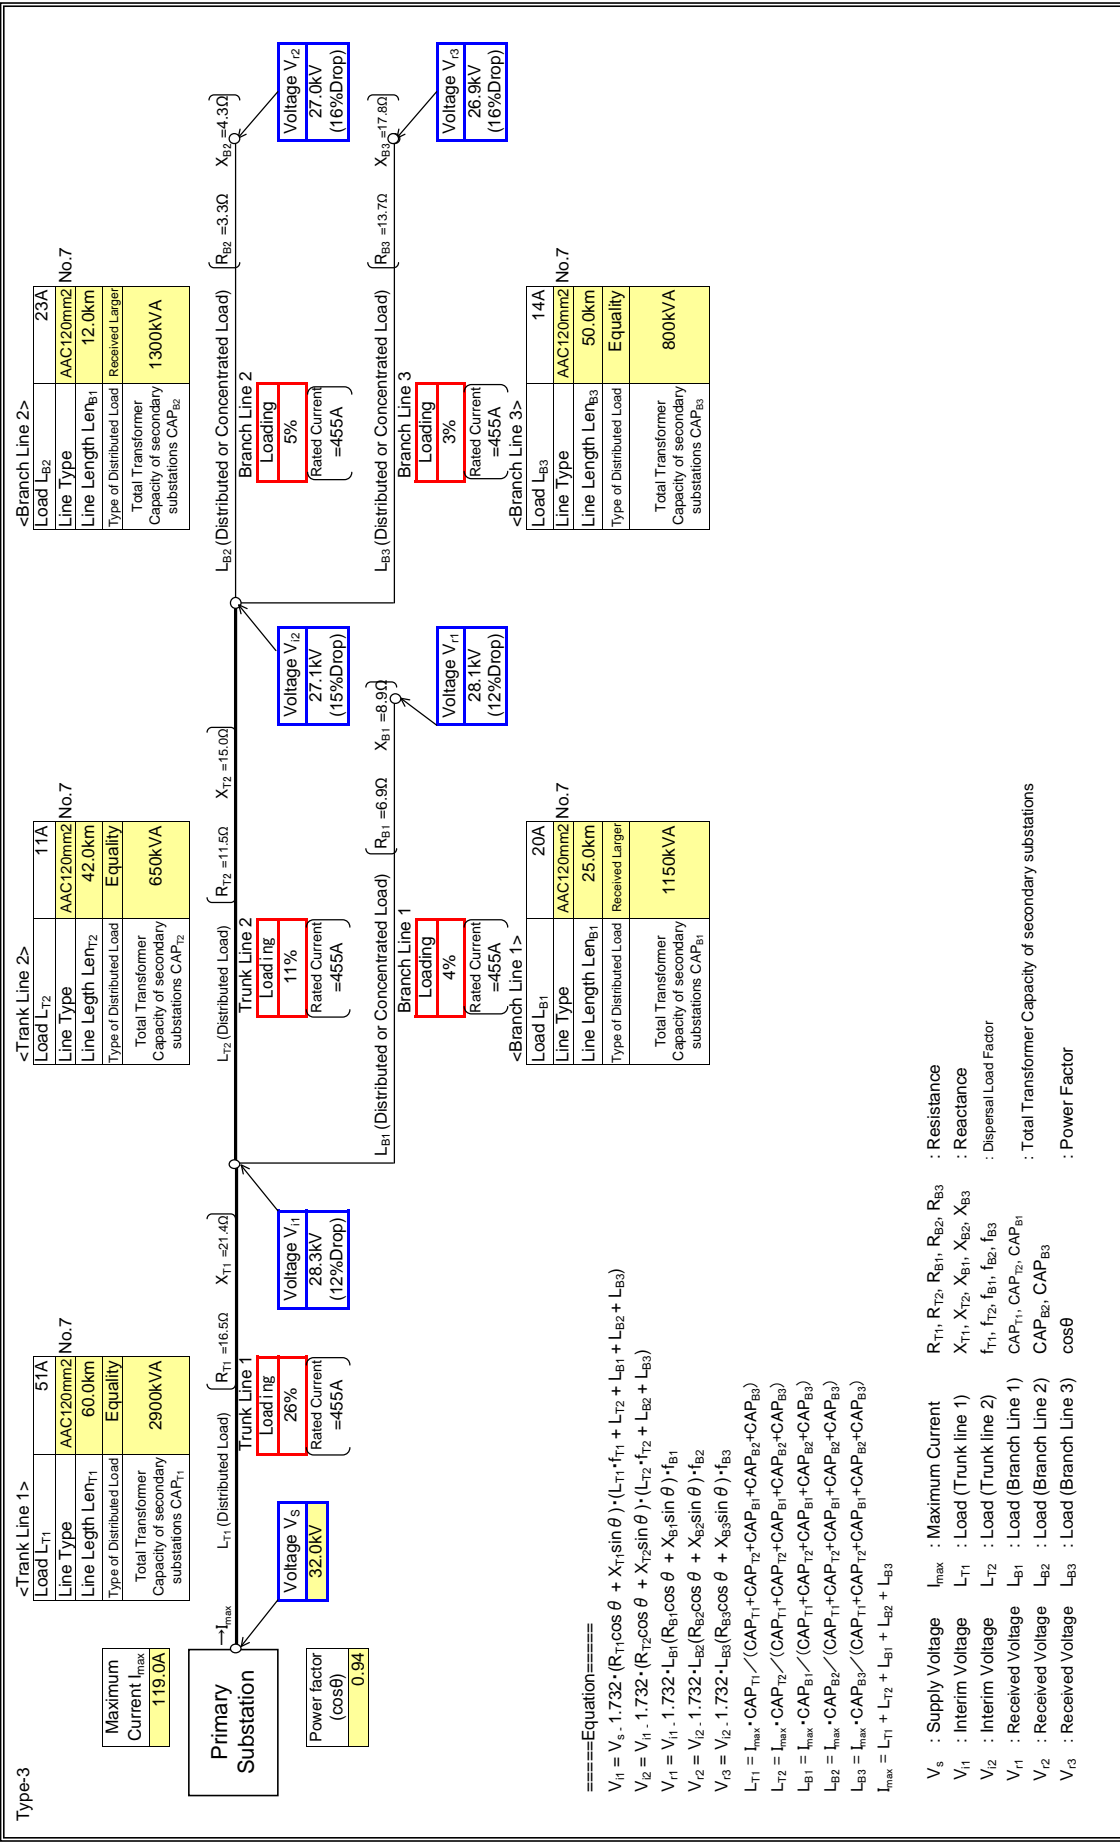 Type-3
<Trank Line 1>
Load LT1 51A
Line Type AAC120mm2 No.7
Line Legth LenT1 60.0km
Type of Distributed Load Equality
Total Transformer
Capacity of secondary
substations CAPT1
2900kVA
<Trank Line 2>
Load LT2 11A
Line Type AAC120mm2 No.7
Line Legth LenT2 42.0km
Type of Distributed Load Equality
Total Transformer
Capacity of secondary
substations CAPT2
650kVA
<Branch Line 2>
Load LB2 23A
Line Type AAC120mm2 No.7
Line Length LenB1 12.0km
Type of Distributed Load Received Larger
Total Transformer
Capacity of secondary
substations CAPB2
1300kVA
Maximum
Current Imax
119.0A
Primary
Substation
→Imax
Power factor
(cosθ)
0.94
Voltage Vs
32.0kV
LT1 (Distributed Load)
RT1 =16.5Ω XT1 =21.4Ω
Trunk Line 1
Loading
26%
Rated Current
=455A
Voltage Vi1
28.3kV
(12%Drop)
LT2 (Distributed Load)
RT2 =11.5Ω XT2 =15.0Ω
Trunk Line 2
Loading
11%
Rated Current
=455A
Voltage Vi2
27.1kV
(15%Drop)
LB2 (Distributed or Concentrated Load)
RB2 =3.3Ω XB2 =4.3Ω
Branch Line 2
Loading
5%
Rated Current
=455A
Voltage Vr2
27.0kV
(16%Drop)
LB1 (Distributed or Concentrated Load)
RB1 =6.9Ω XB1 =8.9Ω
Branch Line 1
Loading
4%
Rated Current
=455A
Voltage Vr1
28.1kV
(12%Drop)
LB3 (Distributed or Concentrated Load)
RB3 =13.7Ω XB3 =17.8Ω
Branch Line 3
Loading
3%
Rated Current
=455A
Voltage Vr3
26.9kV
(16%Drop)
<Branch Line 1>
Load LB1 20A
Line Type AAC120mm2 No.7
Line Length LenB1 25.0km
Type of Distributed Load Received Larger
Total Transformer
Capacity of secondary
substations CAPB1
1150kVA
<Branch Line 3>
Load LB3 14A
Line Type AAC120mm2 No.7
Line Length LenB3 50.0km
Type of Distributed Load Equality
Total Transformer
Capacity of secondary
substations CAPB3
800kVA
=====Equation=====
Vi1 = Vs - 1.732・(RT1cos θ + XT1sin θ)・(LT1・fT1 + LT2 + LB1 + LB2 + LB3)
Vi2 = Vi1 - 1.732・(RT2cos θ + XT2sin θ)・(LT2・fT2 + LB2 + LB3)
Vr1 = Vi1 - 1.732・LB1(RB1cos θ + XB1sin θ)・fB1
Vr2 = Vi2 - 1.732・LB2(RB2cos θ + XB2sin θ)・fB2
Vr3 = Vi2 - 1.732・LB3(RB3cos θ + XB3sin θ)・fB3
LT1 = Imax・CAPT1／(CAPT1+CAPT2+CAPB1+CAPB2+CAPB3)
LT2 = Imax・CAPT2／(CAPT1+CAPT2+CAPB1+CAPB2+CAPB3)
LB1 = Imax・CAPB1／(CAPT1+CAPT2+CAPB1+CAPB2+CAPB3)
LB2 = Imax・CAPB2／(CAPT1+CAPT2+CAPB1+CAPB2+CAPB3)
LB3 = Imax・CAPB3／(CAPT1+CAPT2+CAPB1+CAPB2+CAPB3)
Imax = LT1 + LT2 + LB1 + LB2 + LB3
Vs : Supply Voltage Imax : Maximum Current RT1, RT2, RB1, RB2, RB3 : Resistance
Vi1 : Interim Voltage LT1 : Load (Trunk line 1) XT1, XT2, XB1, XB2, XB3 : Reactance
Vi2 : Interim Voltage LT2 : Load (Trunk line 2) fT1, fT2, fB1, fB2, fB3 : Dispersal Load Factor
Vr1 : Received Voltage LB1 : Load (Branch Line 1) CAPT1, CAPT2, CAPB1 : Total Transformer Capacity of secondary substations
Vr2 : Received Voltage LB2 : Load (Branch Line 2) CAPB2, CAPB3
Vr3 : Received Voltage LB3 : Load (Branch Line 3) cosθ : Power Factor